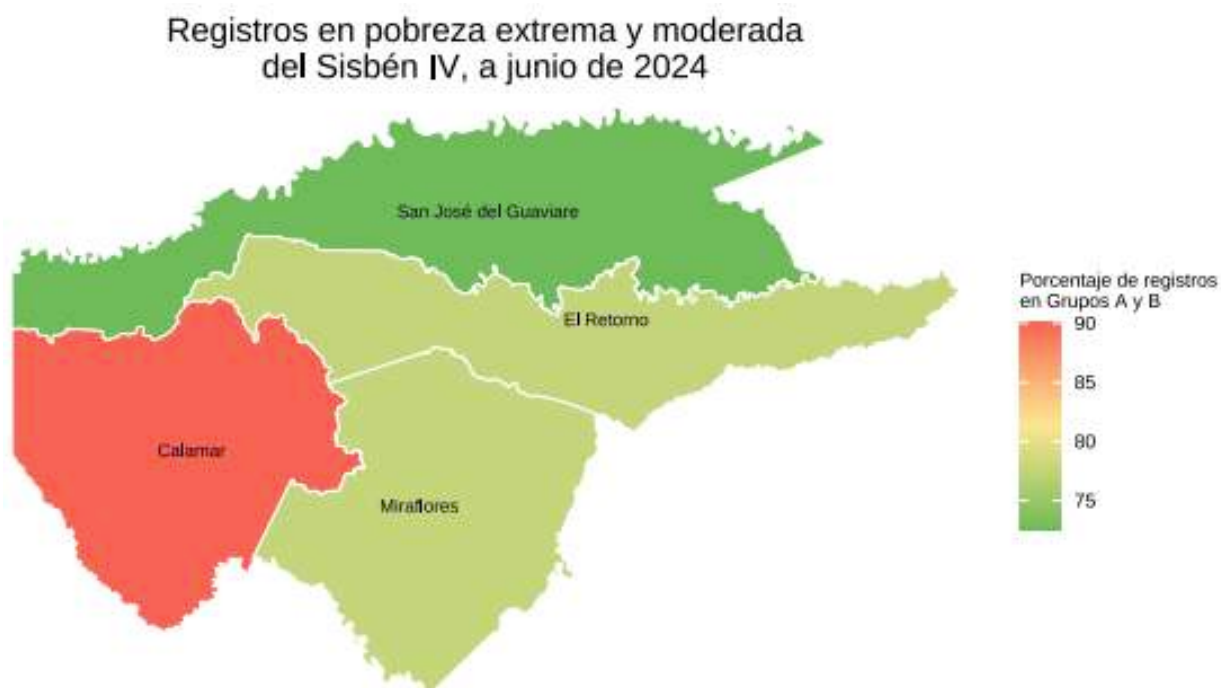 Registros en pobreza extrema y moderada
del Sisbén IV, a junio de 2024
San José del Guaviare
El Retorno
Calamar
Miraflores
Porcentaje de registros
en Grupos A y B
90
85
80
75